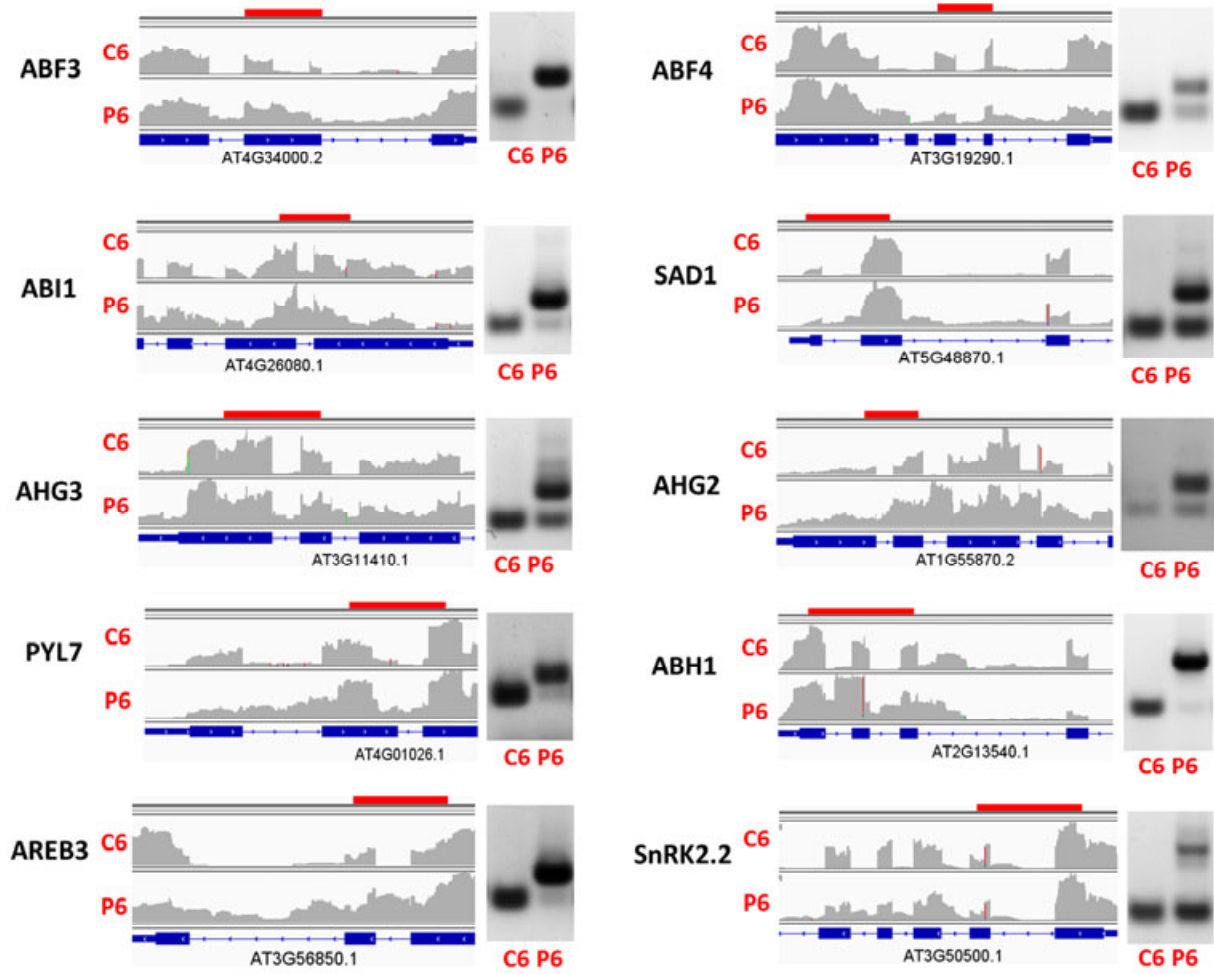 C6
ABF3
P6
AT4G34000.2
C6 P6
C6
ABF4
P6
AT3G19290.1
C6 P6
C6
ABI1
P6
AT4G26080.1
C6 P6
C6
SAD1
P6
AT5G48870.1
C6 P6
C6
AHG3
P6
AT3G11410.1
C6 P6
C6
AHG2
P6
AT1G55870.2
C6 P6
C6
PYL7
P6
AT4G01026.1
C6 P6
C6
ABH1
P6
AT2G13540.1
C6 P6
C6
AREB3
P6
AT3G56850.1
C6 P6
C6
SnRK2.2
P6
AT3G50500.1
C6 P6